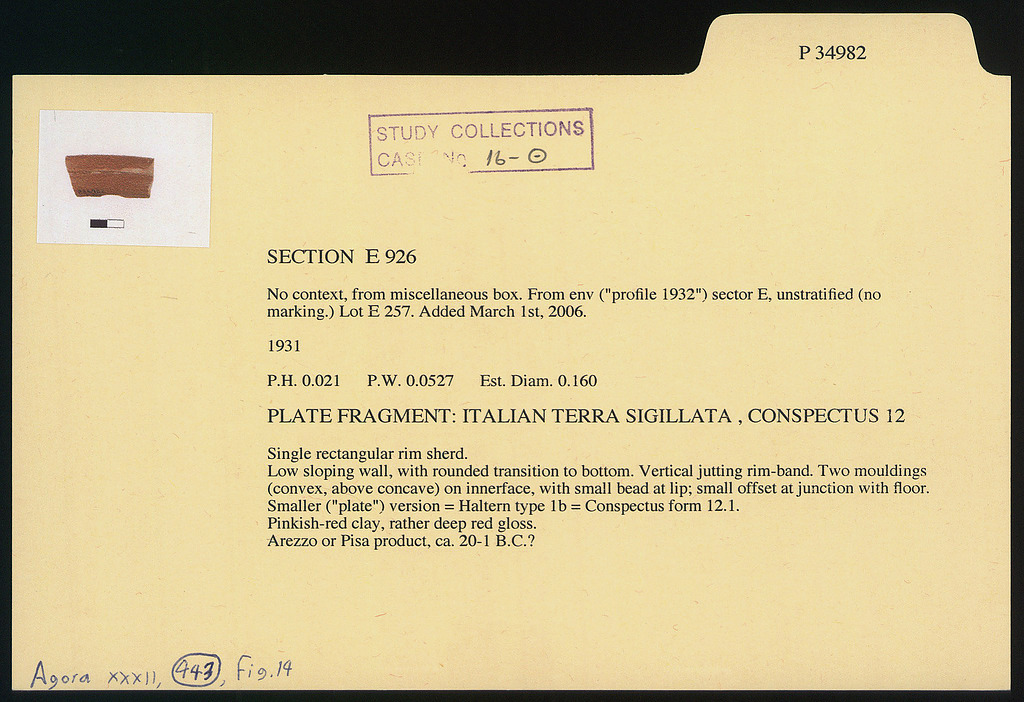 P 34982
STUDY COLLECTIONS
CASE No 16-Θ
SECTION E 926
No context, from miscellaneous box. From env ("profile 1932") sector E, unstratified (no
marking.) Lot E 257. Added March 1st, 2006.
1931
P.H. 0.021 P.W. 0.0527 Est. Diam. 0.160
PLATE FRAGMENT: ITALIAN TERRA SIGILLATA , CONSPECTUS 12
Single rectangular rim sherd.
Low sloping wall, with rounded transition to bottom. Vertical jutting rim-band. Two mouldings
(convex, above concave) on innerface, with small bead at lip; small offset at junction with floor.
Smaller ("plate") version = Haltern type 1b = Conspectus form 12.1.
Pinkish-red clay, rather deep red gloss.
Arezzo or Pisa product, ca. 20-1 B.C.?
Agora XXXII, 443, Fig.14